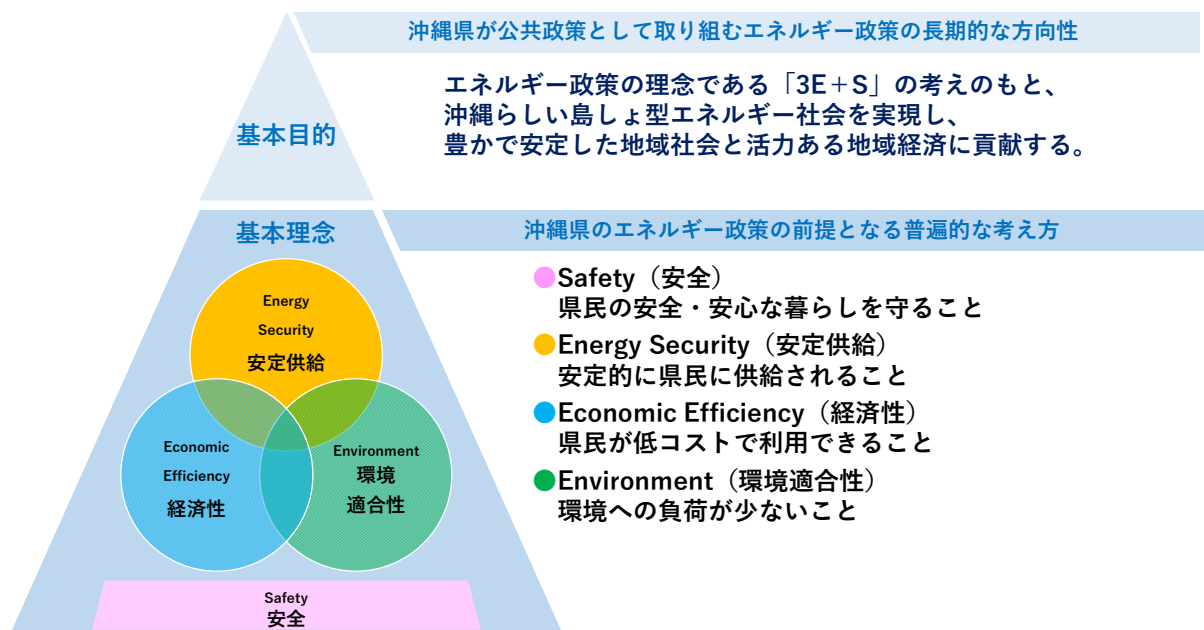 沖縄県が公共政策として取り組むエネルギー政策の長期的な方向性
エネルギー政策の理念である「3E+S」の考えのもと、
沖縄らしい島しょ型エネルギー社会を実現し、
豊かで安定した地域社会と活力ある地域経済に貢献する。
基本目的
沖縄県のエネルギー政策の前提となる普遍的な考え方
基本理念
Energy
Security
安定供給
Economic
Efficiency
経済性
Environment
環境
適合性
Safety
安全
●Safety(安全)
県民の安全・安心な暮らしを守ること
●Energy Security(安定供給)
安定的に県民に供給されること
●Economic Efficiency(経済性)
県民が低コストで利用できること
●Environment(環境適合性)
環境への負荷が少ないこと